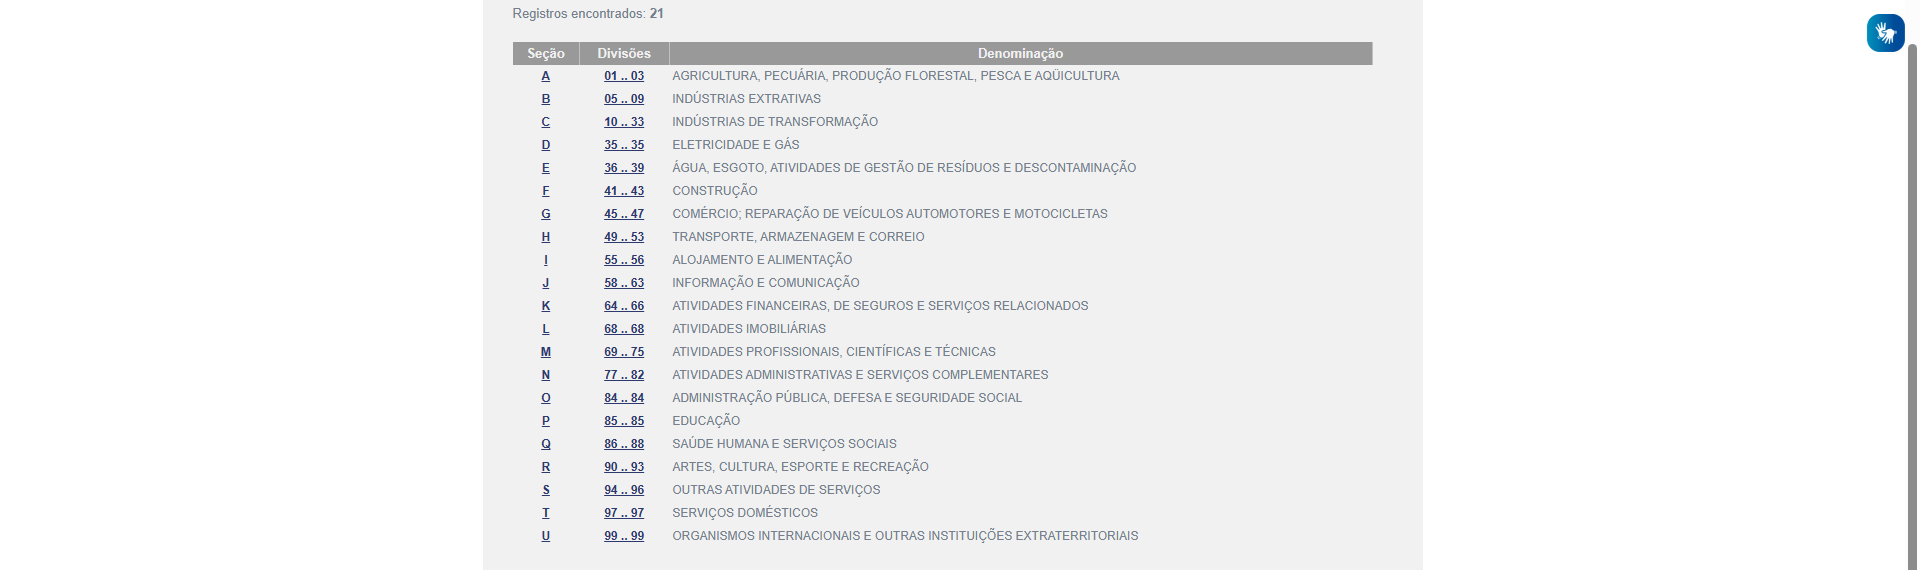 Registros encontrados: 21
Seção Divisões Denominação
A 01 .. 03 AGRICULTURA, PECUÁRIA, PRODUÇÃO FLORESTAL, PESCA E AQÜICULTURA
B 05 .. 09 INDÚSTRIAS EXTRATIVAS
C 10 .. 33 INDÚSTRIAS DE TRANSFORMAÇÃO
D 35 .. 35 ELETRICIDADE E GÁS
E 36 .. 39 ÁGUA, ESGOTO, ATIVIDADES DE GESTÃO DE RESÍDUOS E DESCONTAMINAÇÃO
F 41 .. 43 CONSTRUÇÃO
G 45 .. 47 COMÉRCIO; REPARAÇÃO DE VEÍCULOS AUTOMOTORES E MOTOCICLETAS
H 49 .. 53 TRANSPORTE, ARMAZENAGEM E CORREIO
I 55 .. 56 ALOJAMENTO E ALIMENTAÇÃO
J 58 .. 63 INFORMAÇÃO E COMUNICAÇÃO
K 64 .. 66 ATIVIDADES FINANCEIRAS, DE SEGUROS E SERVIÇOS RELACIONADOS
L 68 .. 68 ATIVIDADES IMOBILIÁRIAS
M 69 .. 75 ATIVIDADES PROFISSIONAIS, CIENTÍFICAS E TÉCNICAS
N 77 .. 82 ATIVIDADES ADMINISTRATIVAS E SERVIÇOS COMPLEMENTARES
O 84 .. 84 ADMINISTRAÇÃO PÚBLICA, DEFESA E SEGURIDADE SOCIAL
P 85 .. 85 EDUCAÇÃO
Q 86 .. 88 SAÚDE HUMANA E SERVIÇOS SOCIAIS
R 90 .. 93 ARTES, CULTURA, ESPORTE E RECREAÇÃO
S 94 .. 96 OUTRAS ATIVIDADES DE SERVIÇOS
T 97 .. 97 SERVIÇOS DOMÉSTICOS
U 99 .. 99 ORGANISMOS INTERNACIONAIS E OUTRAS INSTITUIÇÕES EXTRATERRITORIAIS